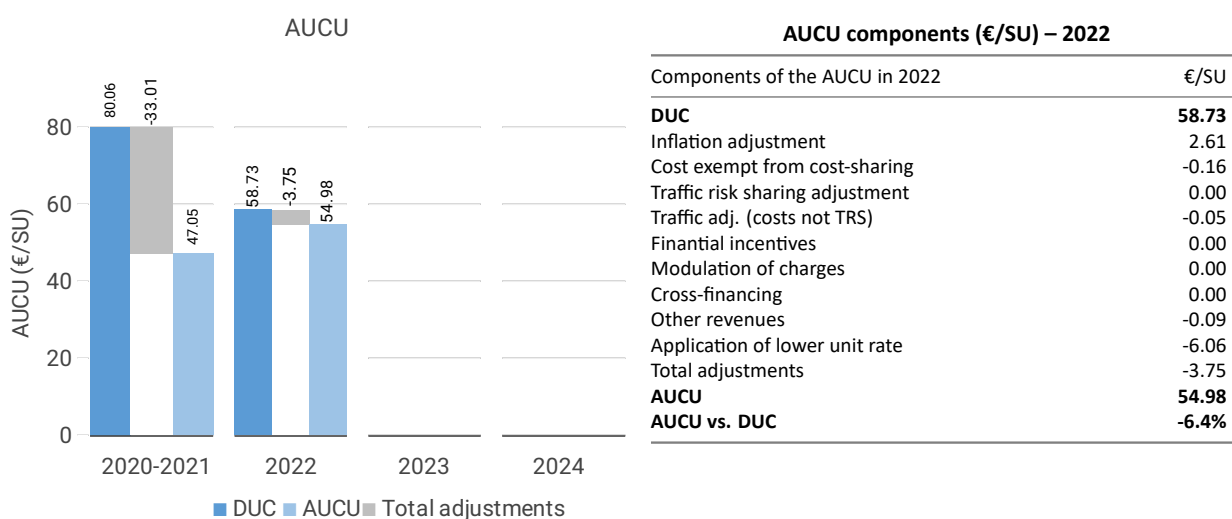 AUCU
AUCU (€/SU)
80
60
40
20
0
80.06
-33.01
47.05
58.73
-3.75
54.98
2020-2021
2022
2023
2024
DUC AUCU Total adjustments
AUCU components (€/SU) – 2022
Components of the AUCU in 2022 €/SU
DUC 58.73
Inflation adjustment 2.61
Cost exempt from cost-sharing -0.16
Traffic risk sharing adjustment 0.00
Traffic adj. (costs not TRS) -0.05
Finantial incentives 0.00
Modulation of charges 0.00
Cross-financing 0.00
Other revenues -0.09
Application of lower unit rate -6.06
Total adjustments -3.75
AUCU 54.98
AUCU vs. DUC -6.4%